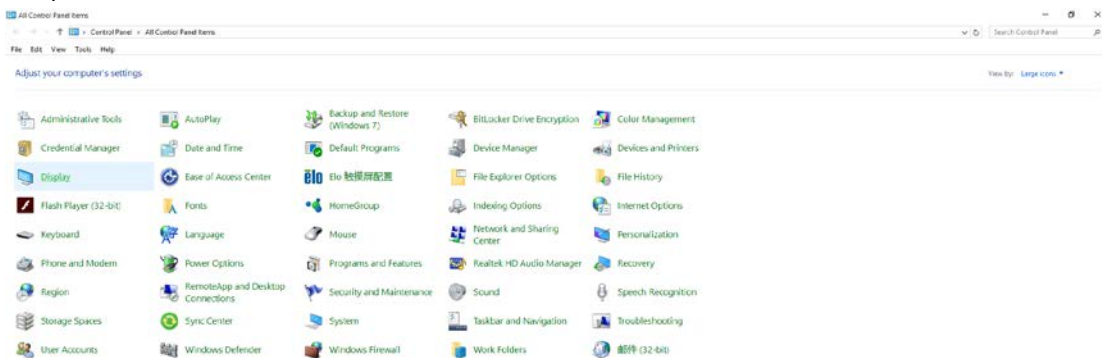 All Control Panel Items
Control Panel › All Control Panel Items
Search Control Panel
File Edit View Tools Help
Adjust your computer's settings
View by: Large icons
Administrative Tools
AutoPlay
Backup and Restore
(Windows 7)
BitLocker Drive Encryption
Color Management
Credential Manager
Date and Time
Default Programs
Device Manager
Devices and Printers
Display
Ease of Access Center
elo
Elo 触摸屏配置
File Explorer Options
File History
Flash Player (32-bit)
Fonts
HomeGroup
Indexing Options
Internet Options
Keyboard
Language
Mouse
Network and Sharing
Center
Personalization
Phone and Modem
Power Options
Programs and Features
Realtek HD Audio Manager
Recovery
Region
RemoteApp and Desktop
Connections
Security and Maintenance
Sound
Speech Recognition
Storage Spaces
Sync Center
System
Taskbar and Navigation
Troubleshooting
User Accounts
Windows Defender
Windows Firewall
Work Folders
邮件 (32-bit)